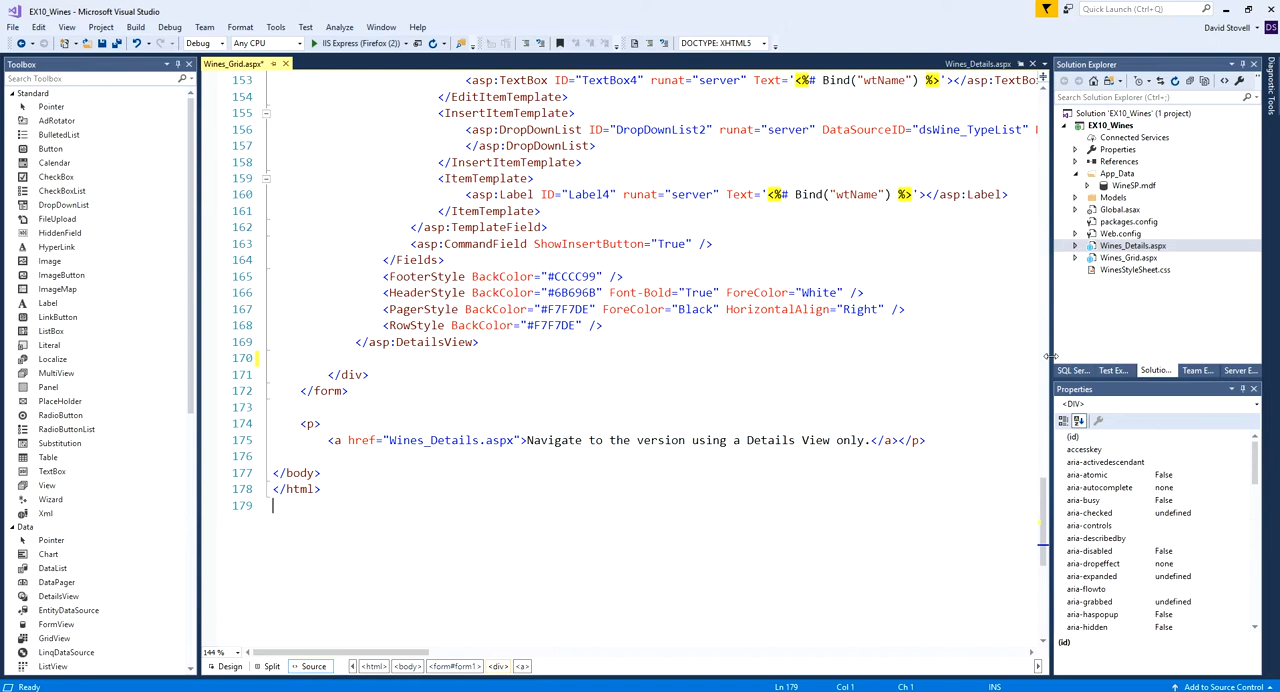 EX10_Wines - Microsoft Visual Studio
Quick Launch (Ctrl+Q)
File Edit View Project Build Debug Team Format Table Tools Test Analyze Window Help
David Stovell DS
Debug Any CPU IIS Express (Firefox (2)) DOCTYPE: XHTML5
Toolbox
Search Toolbox
Standard
Pointer
AdRotator
BulletedList
Button
Calendar
CheckBox
CheckBoxList
DropDownList
FileUpload
HiddenField
HyperLink
Image
ImageButton
ImageMap
Label
LinkButton
ListBox
Literal
Localize
MultiView
Panel
PlaceHolder
RadioButton
RadioButtonList
Substitution
Table
TextBox
View
Wizard
Xml
Data
Pointer
Chart
DataList
DataPager
DetailsView
EntityDataSource
FormView
GridView
LinqDataSource
ListView
Wines_Grid.aspx* Wines_Details.aspx
153 <asp:TextBox ID="TextBox4" runat="server" Text='<%# Bind("wtName") %>'></asp:TextBo
154 </EditItemTemplate>
155 <InsertItemTemplate>
156 <asp:DropDownList ID="DropDownList2" runat="server" DataSourceID="dsWine_TypeList"
157 </asp:DropDownList>
158 </InsertItemTemplate>
159 <ItemTemplate>
160 <asp:Label ID="Label4" runat="server" Text='<%# Bind("wtName") %>'></asp:Label>
161 </ItemTemplate>
162 </asp:TemplateField>
163 <asp:CommandField ShowInsertButton="True" />
164 </Fields>
165 <FooterStyle BackColor="#CCCC99" />
166 <HeaderStyle BackColor="#6B696B" Font-Bold="True" ForeColor="White" />
167 <PagerStyle BackColor="#F7F7DE" ForeColor="Black" HorizontalAlign="Right" />
168 <RowStyle BackColor="#F7F7DE" />
169 </asp:DetailsView>
170
171 </div>
172 </form>
173
174 <p>
175 <a href="Wines_Details.aspx">Navigate to the version using a Details View only.</a></p>
176
177 </body>
178 </html>
179
144 %
Design Split Source <html> <body> <form#form1> <div> <a>
Solution Explorer
Search Solution Explorer (Ctrl+;)
Solution 'EX10_Wines' (1 project)
EX10_Wines
Connected Services
Properties
References
App_Data
WineSP.mdf
Models
Global.asax
packages.config
Web.config
Wines_Details.aspx
Wines_Grid.aspx
WinesStyleSheet.css
SQL Ser... Test Ex... Solutio... Team E... Server E...
Properties
<DIV>
(id)
accesskey
aria-activedescendant
aria-atomic False
aria-autocomplete none
aria-busy False
aria-checked undefined
aria-controls
aria-describedby
aria-disabled False
aria-dropeffect none
aria-expanded undefined
aria-flowto
aria-grabbed undefined
aria-haspopup False
aria-hidden False
(id)
Diagnostic Tools
Ready Ln 179 Col 1 Ch 1 INS Add to Source Control